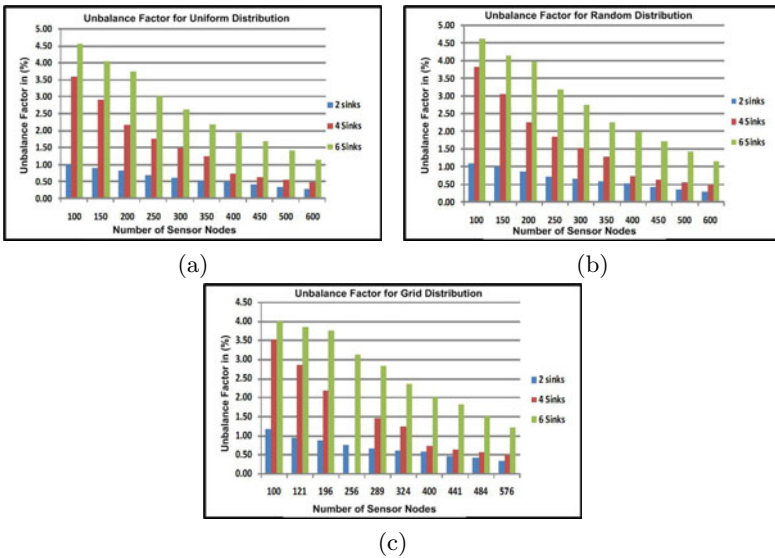 Unbalance Factor for Uniform Distribution
5.00
4.50
4.00
3.50
3.00
2.50
2.00
1.50
1.00
0.50
0.00
Unbalance Factor in (%)
100 150 200 250 300 350 400 450 500 600
Number of Sensor Nodes
2 sinks
4 Sinks
6 Sinks
(a)
Unbalance Factor for Random Distribution
5.00
4.50
4.00
3.50
3.00
2.50
2.00
1.50
1.00
0.50
0.00
Unbalance Factor in (%)
100 150 200 250 300 350 400 450 500 600
Number of Sensor Nodes
2 sinks
4 Sinks
6 Sinks
(b)
Unbalance Factor for Grid Distribution
4.50
4.00
3.50
3.00
2.50
2.00
1.50
1.00
0.50
0.00
Unbalance Factor in (%)
100 121 196 256 289 324 400 441 484 576
Number of Sensor Nodes
2 sinks
4 Sinks
6 Sinks
(c)